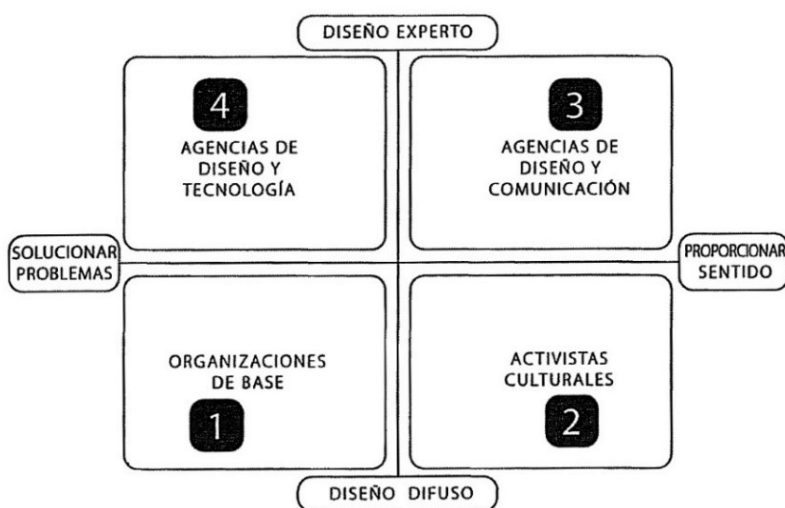 DISEÑO EXPERTO
4
AGENCIAS DE
DISEÑO Y
TECNOLOGÍA
3
AGENCIAS DE
DISEÑO Y
COMUNICACIÓN
SOLUCIONAR
PROBLEMAS
PROPORCIONAR
SENTIDO
ORGANIZACIONES
DE BASE
1
ACTIVISTAS
CULTURALES
2
DISEÑO DIFUSO